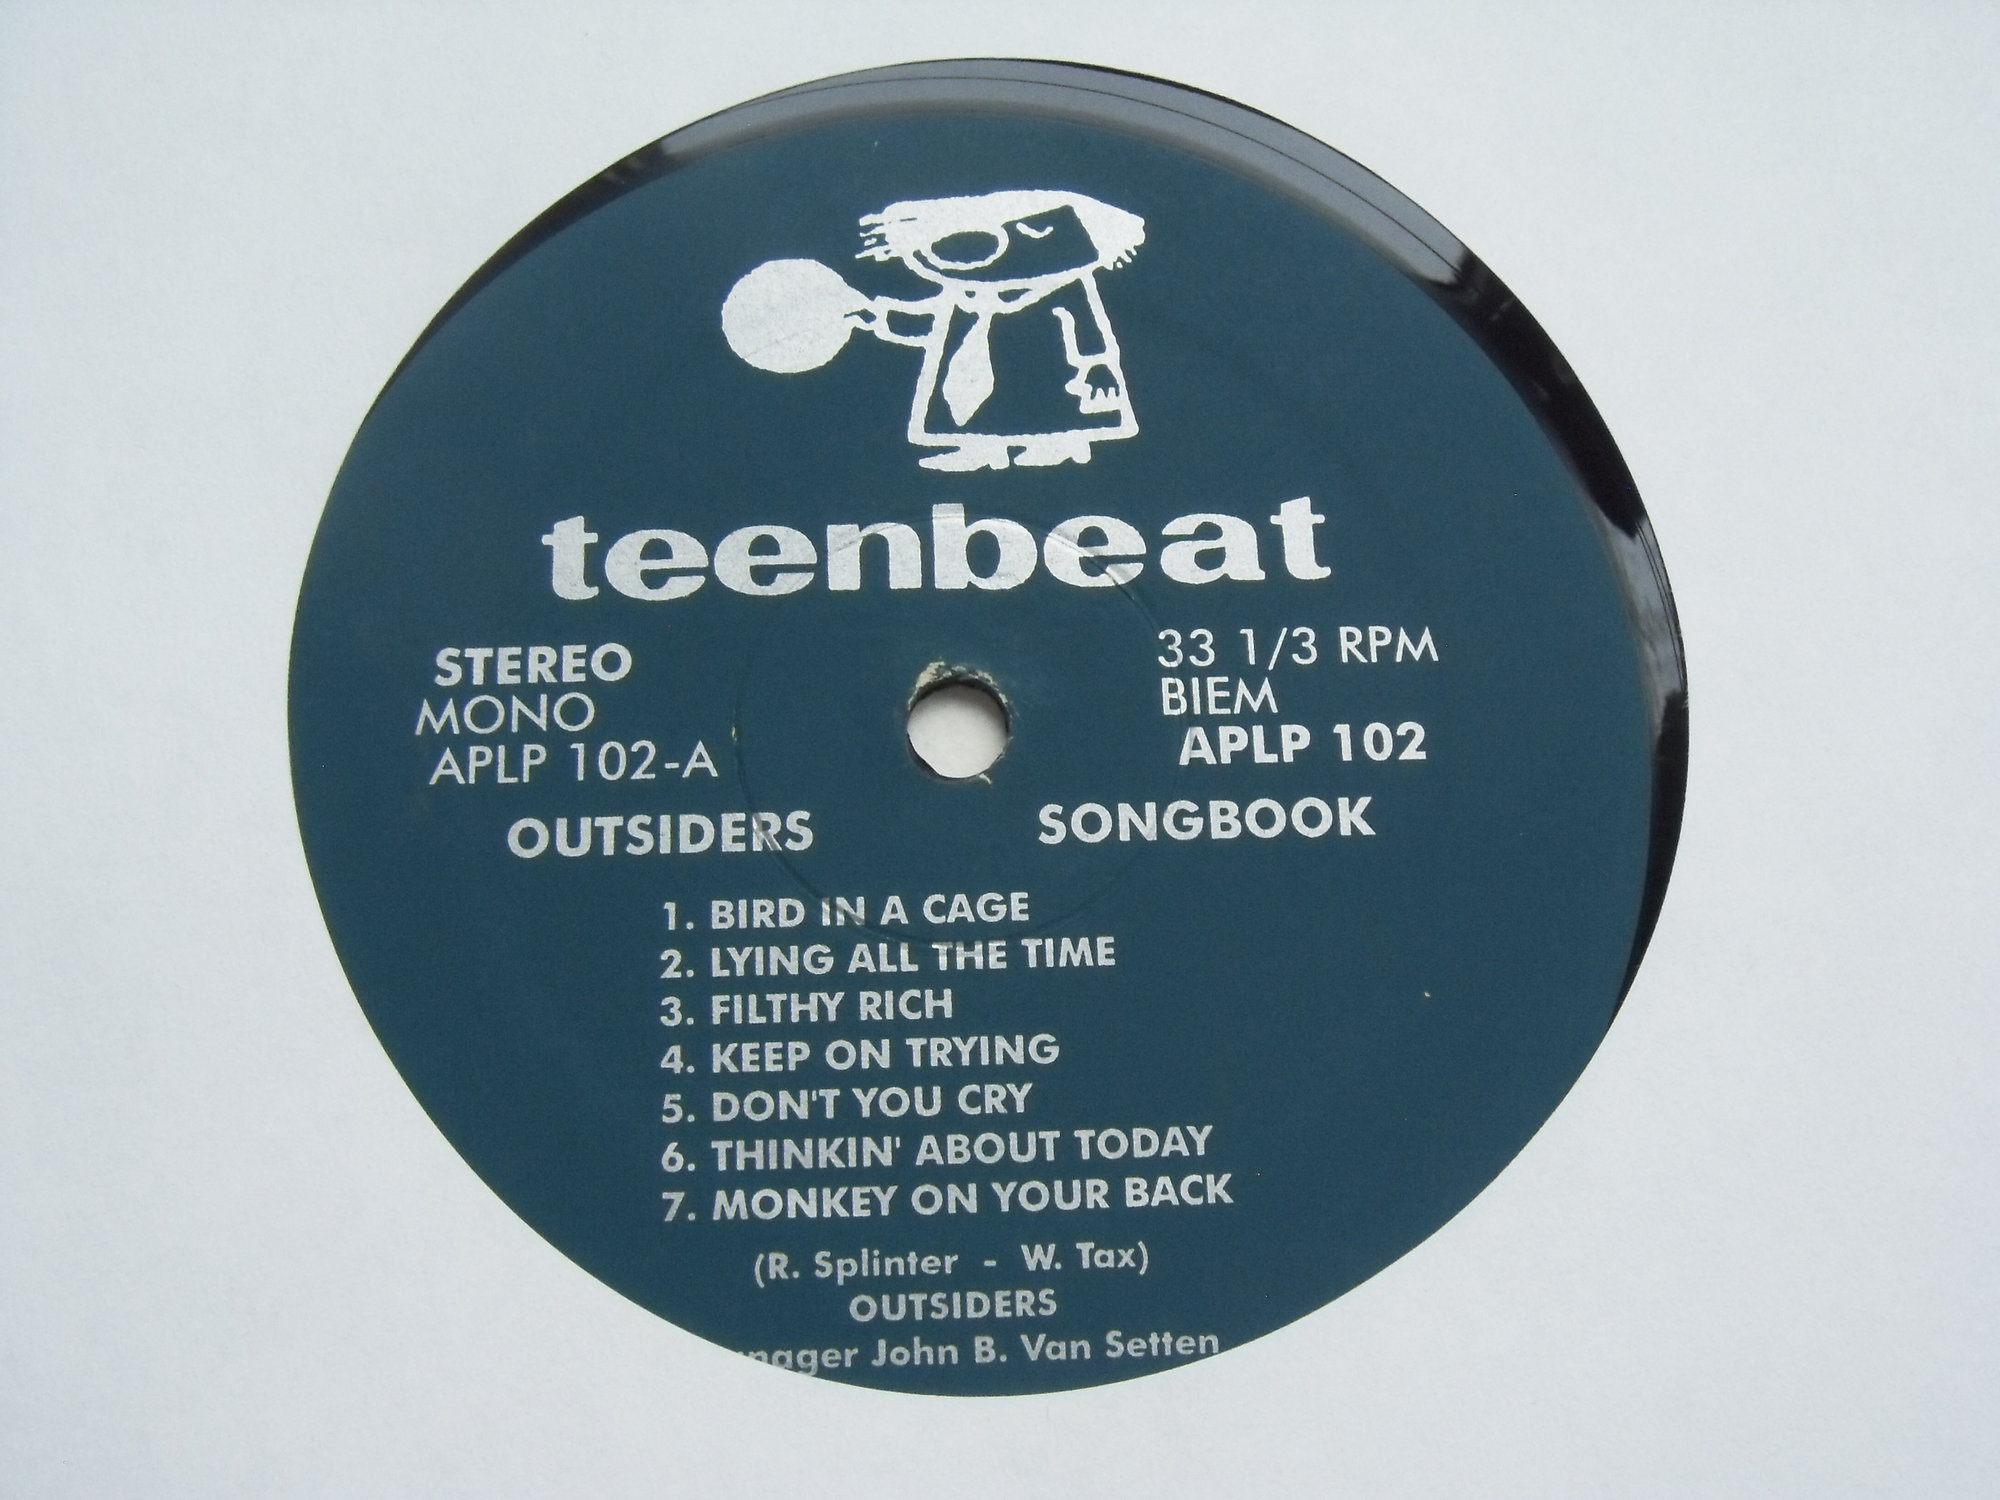 teenbeat
STEREO
MONO
APLP 102-A
33 1/3 RPM
BIEM
APLP 102
OUTSIDERS SONGBOOK
1. BIRD IN A CAGE
2. LYING ALL THE TIME
3. FILTHY RICH
4. KEEP ON TRYING
5. DON'T YOU CRY
6. THINKIN' ABOUT TODAY
7. MONKEY ON YOUR BACK
(R. Splinter - W. Tax)
OUTSIDERS
John B. Van Setten